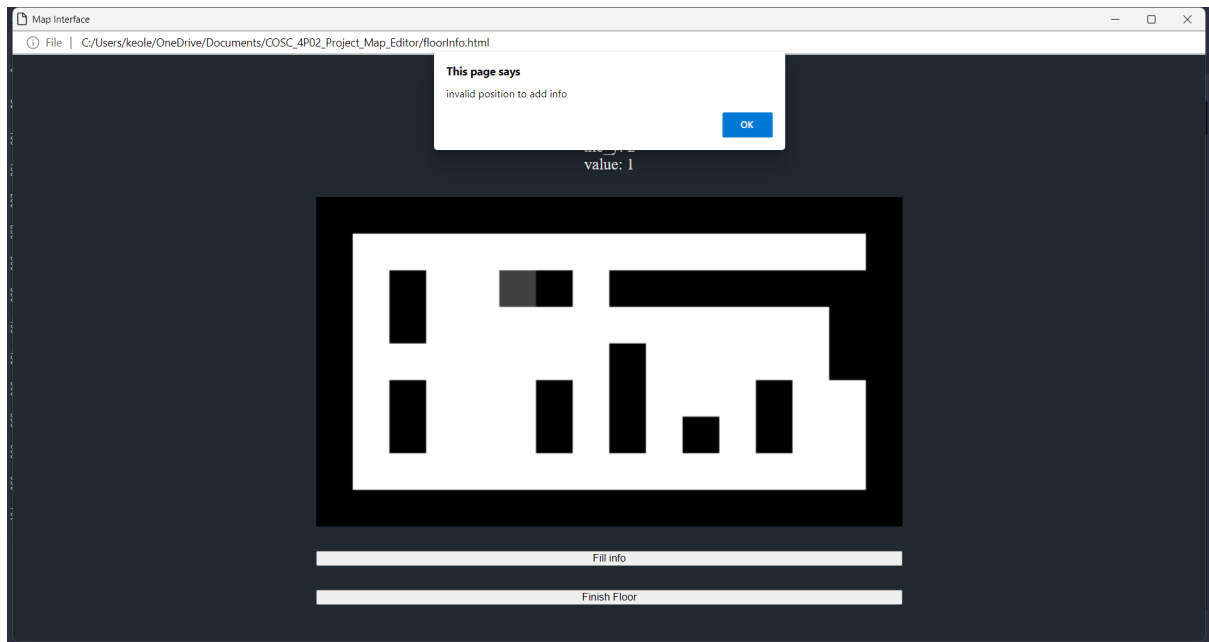 Map Interface
File | C:/Users/keole/OneDrive/Documents/COSC_4P02_Project_Map_Editor/floorInfo.html
This page says
invalid position to add info
OK
value: 1
Fill info
Finish Floor